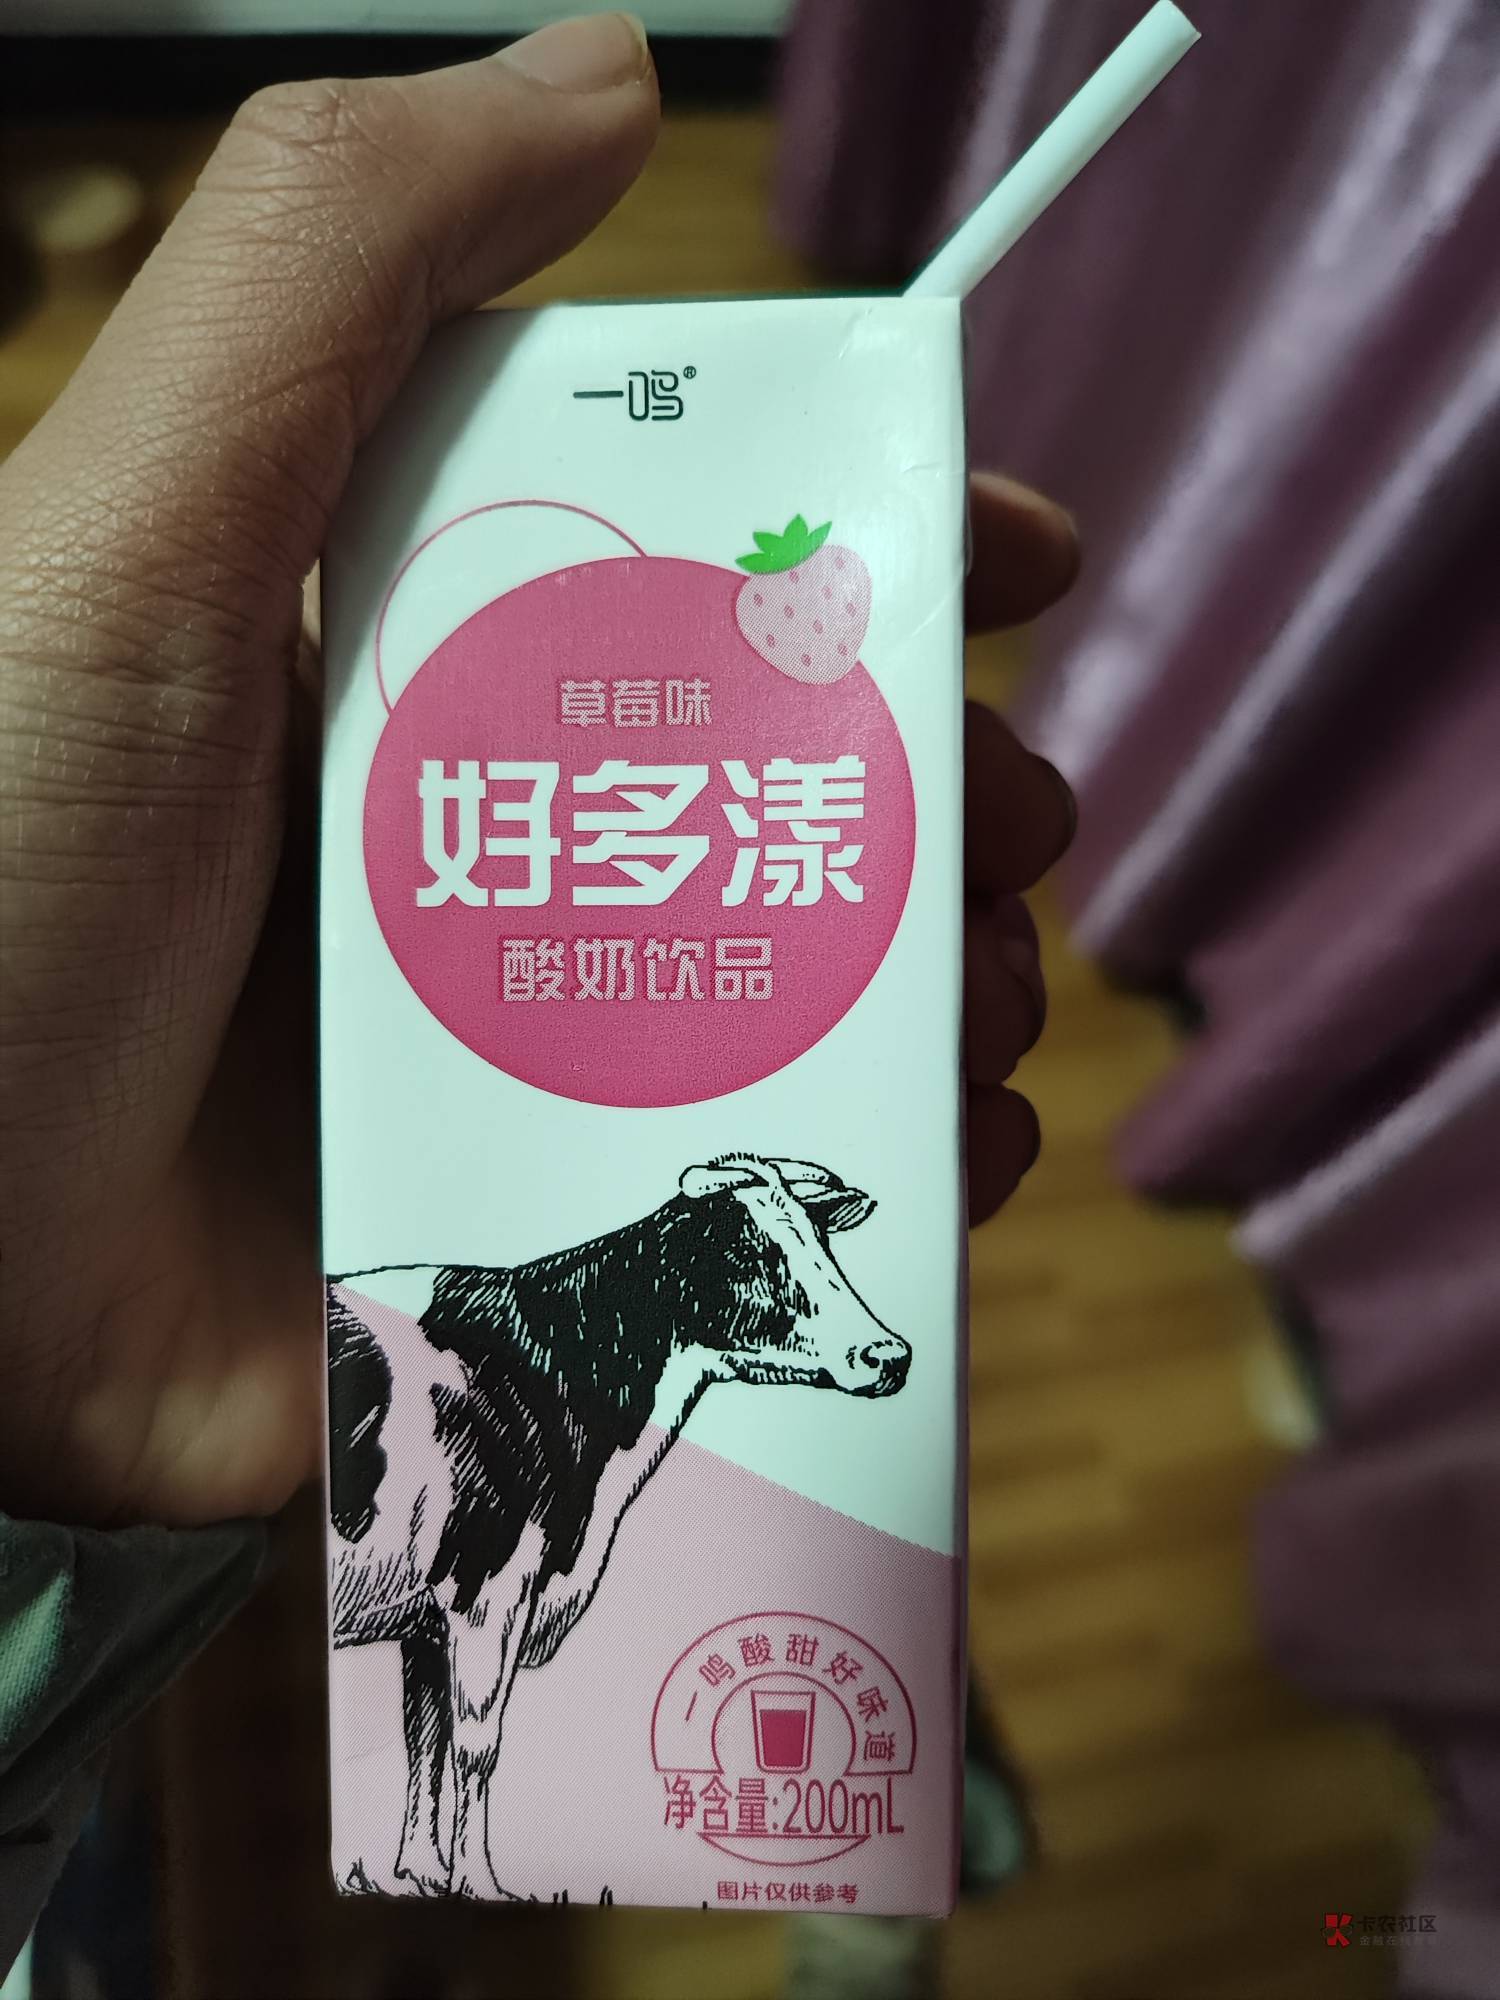 一鸣®
草莓味
好多漾
酸奶饮品
一鸣酸甜好味道
净含量:200mL
图片仅供参考
卡农社区